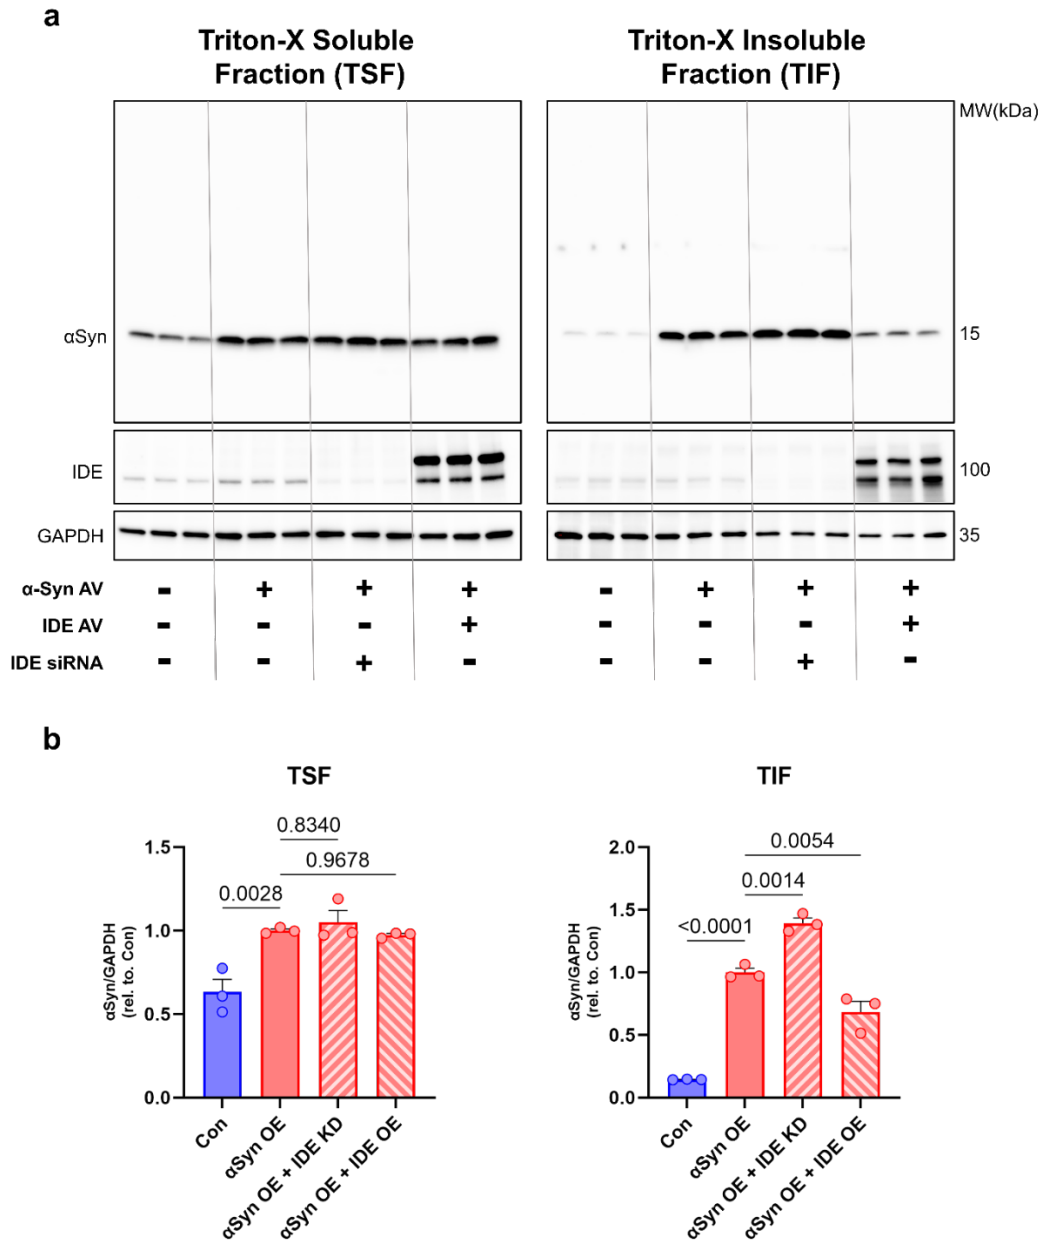 a
Triton-X Soluble
Fraction (TSF)
Triton-X Insoluble
Fraction (TIF)
MW(kDa)
αSyn
15
IDE
100
GAPDH
35
α-Syn AV - + + + - + + +
IDE AV - - - + - - - +
IDE siRNA - - + - - - + -
b
TSF
αSyn/GAPDH
(rel. to. Con)
1.5
1.0
0.5
0.0
0.8340
0.9678
0.0028
Con
αSyn OE
αSyn OE + IDE KD
αSyn OE + IDE OE
TIF
αSyn/GAPDH
(rel. to. Con)
2.0
1.5
1.0
0.5
0.0
0.0054
0.0014
<0.0001
Con
αSyn OE
αSyn OE + IDE KD
αSyn OE + IDE OE